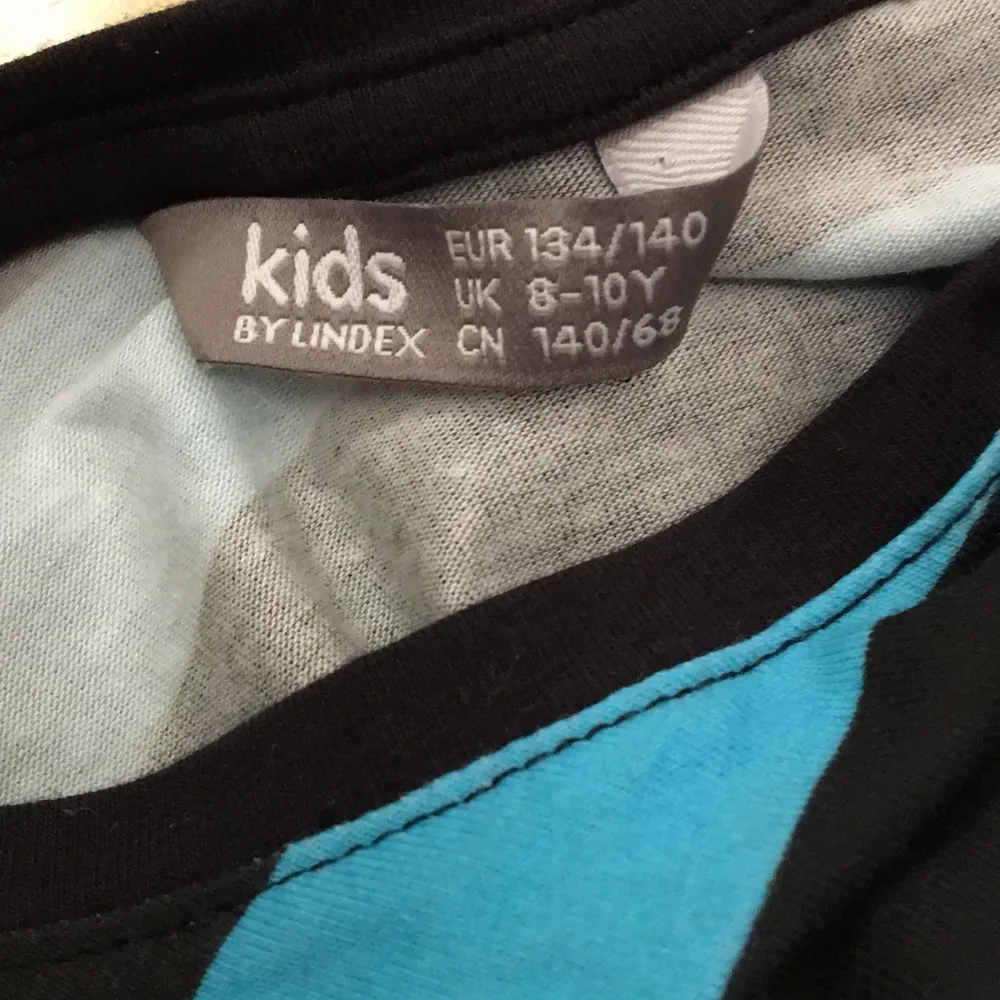 kids
BY LINDEX
EUR 134/140
UK 8-10Y
CN 140/68